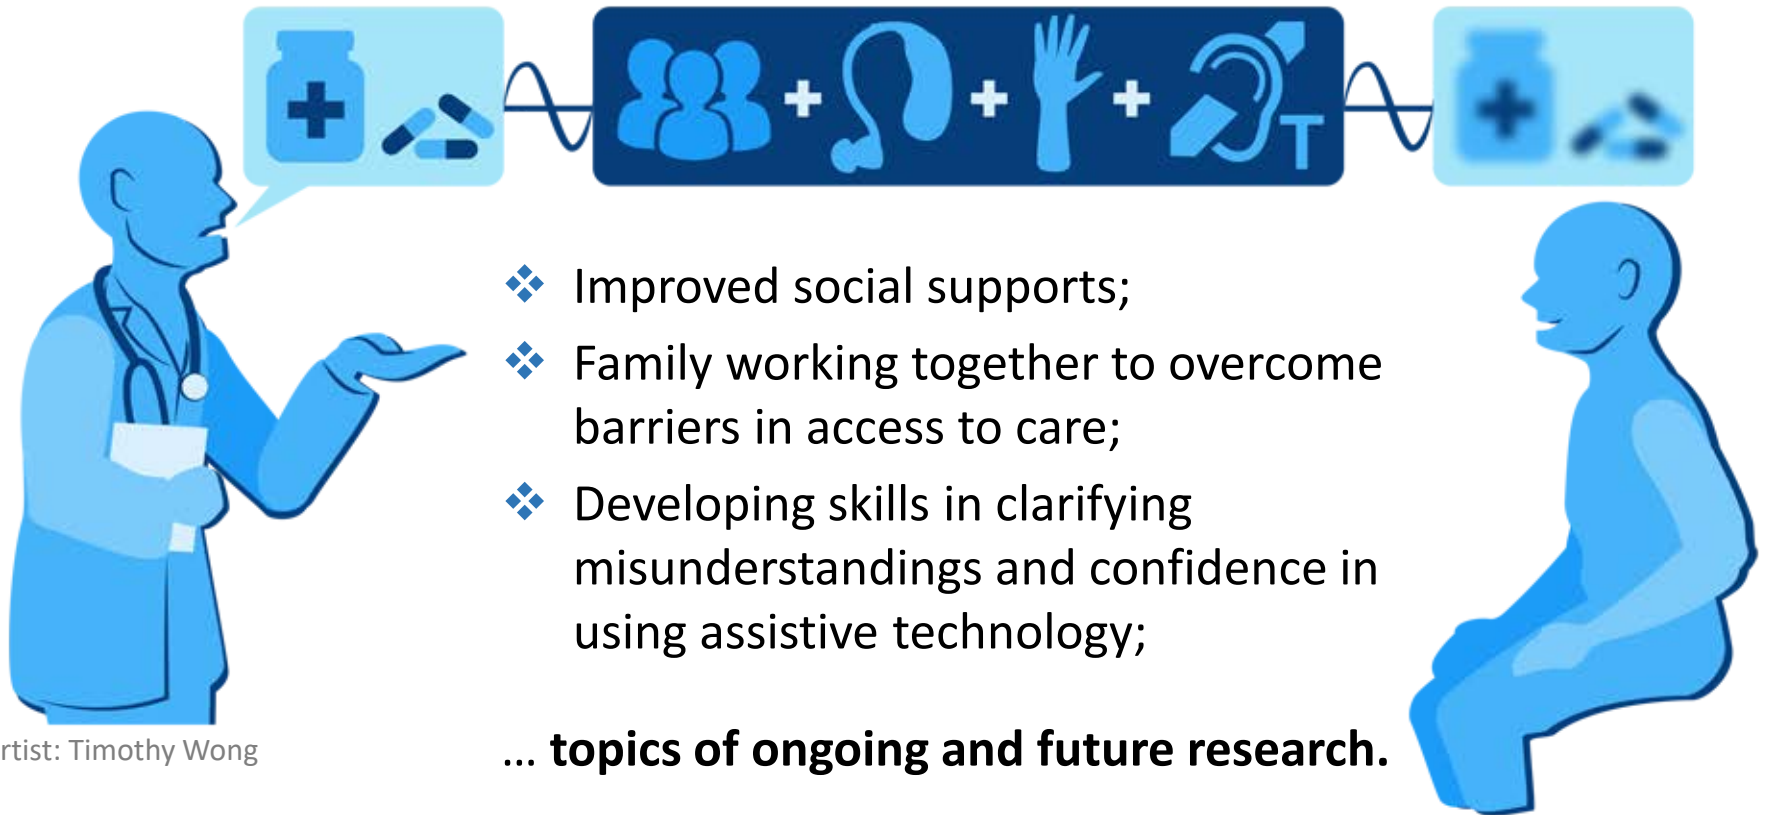 T
Improved social supports;
Family working together to overcome
barriers in access to care;
Developing skills in clarifying
misunderstandings and confidence in
using assistive technology;
rtist: Timothy Wong
... topics of ongoing and future research.